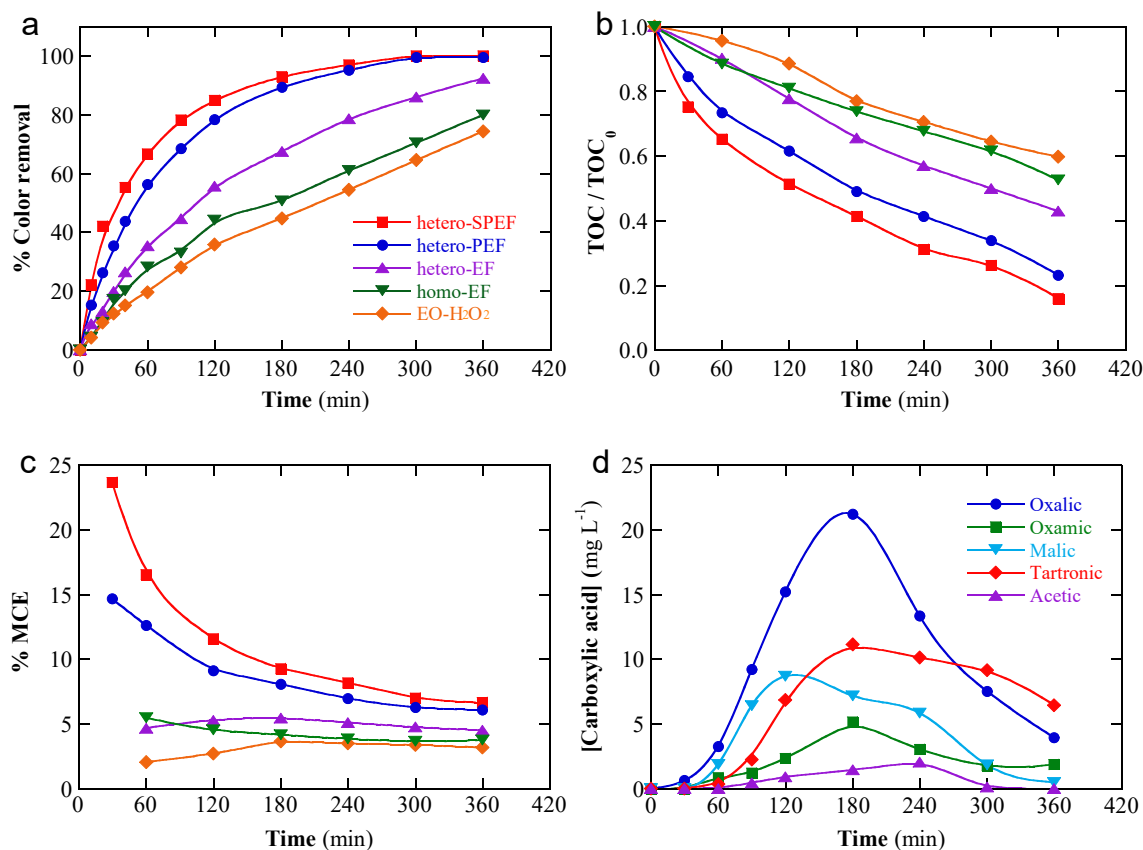 a
% Color removal
100
80
60
40
20
0
hetero-SPEF
hetero-PEF
hetero-EF
homo-EF
EO-H₂O₂
0 60 120 180 240 300 360 420
Time (min)
b
TOC / TOC₀
1.0
0.8
0.6
0.4
0.2
0.0
0 60 120 180 240 300 360 420
Time (min)
c
% MCE
25
20
15
10
5
0
0 60 120 180 240 300 360 420
Time (min)
d
[Carboxylic acid] (mg L⁻¹)
25
20
15
10
5
0
Oxalic
Oxamic
Malic
Tartronic
Acetic
0 60 120 180 240 300 360 420
Time (min)